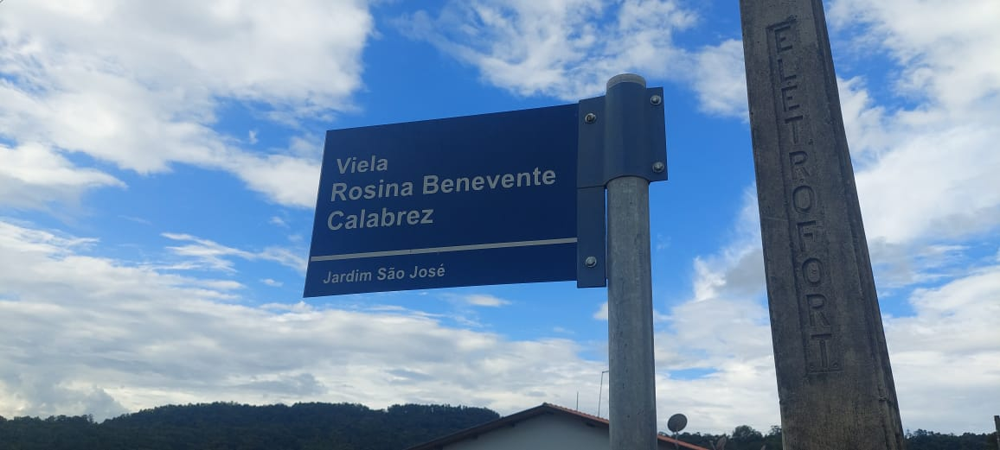 Viela
Rosina Benevente
Calabrez
Jardim São José
ELETROFORT